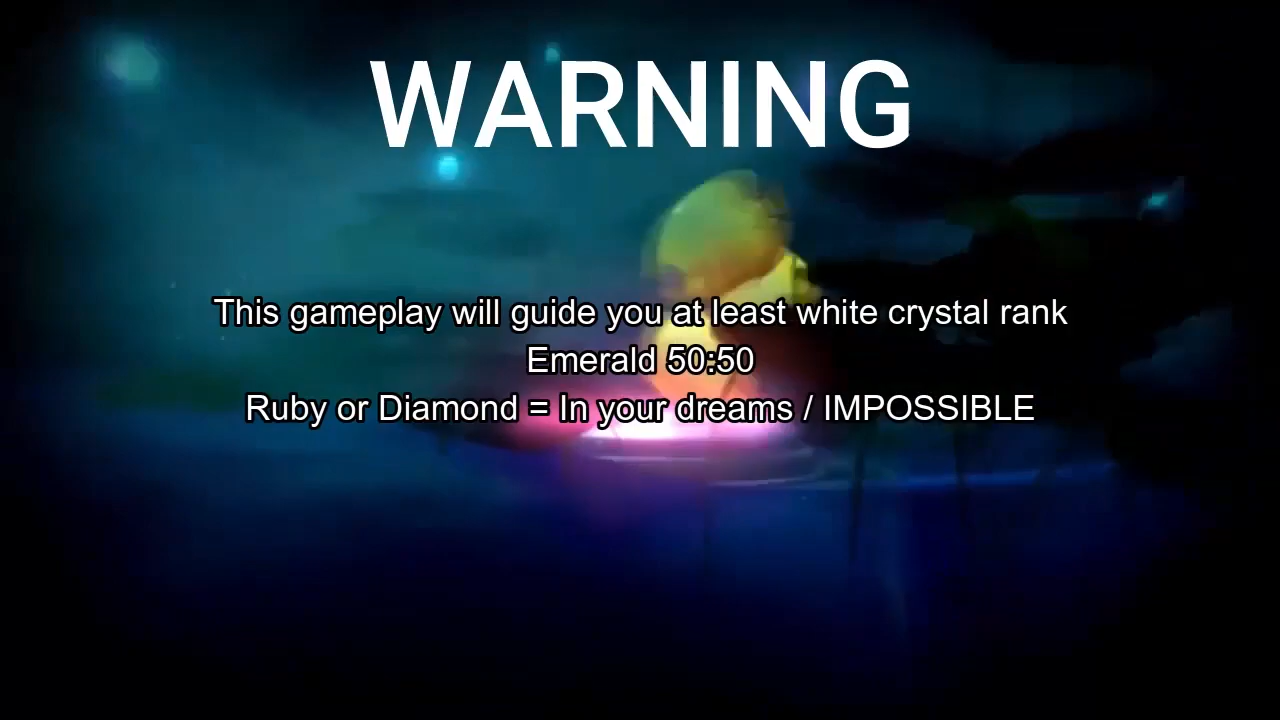 WARNING
This gameplay will guide you at least white crystal rank
Emerald 50:50
Ruby or Diamond = In your dreams / IMPOSSIBLE